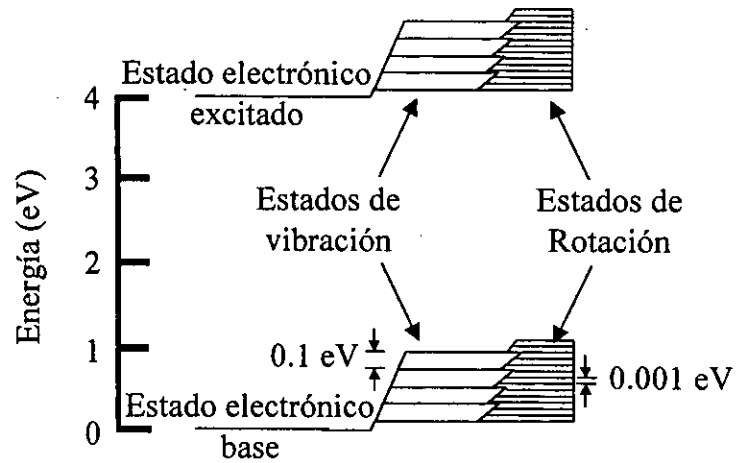 Estado electrónico
excitado
4
3
2
1
0
Energía (eV)
Estados de
vibración
Estados de
Rotación
0.1 eV
0.001 eV
Estado electrónico
base